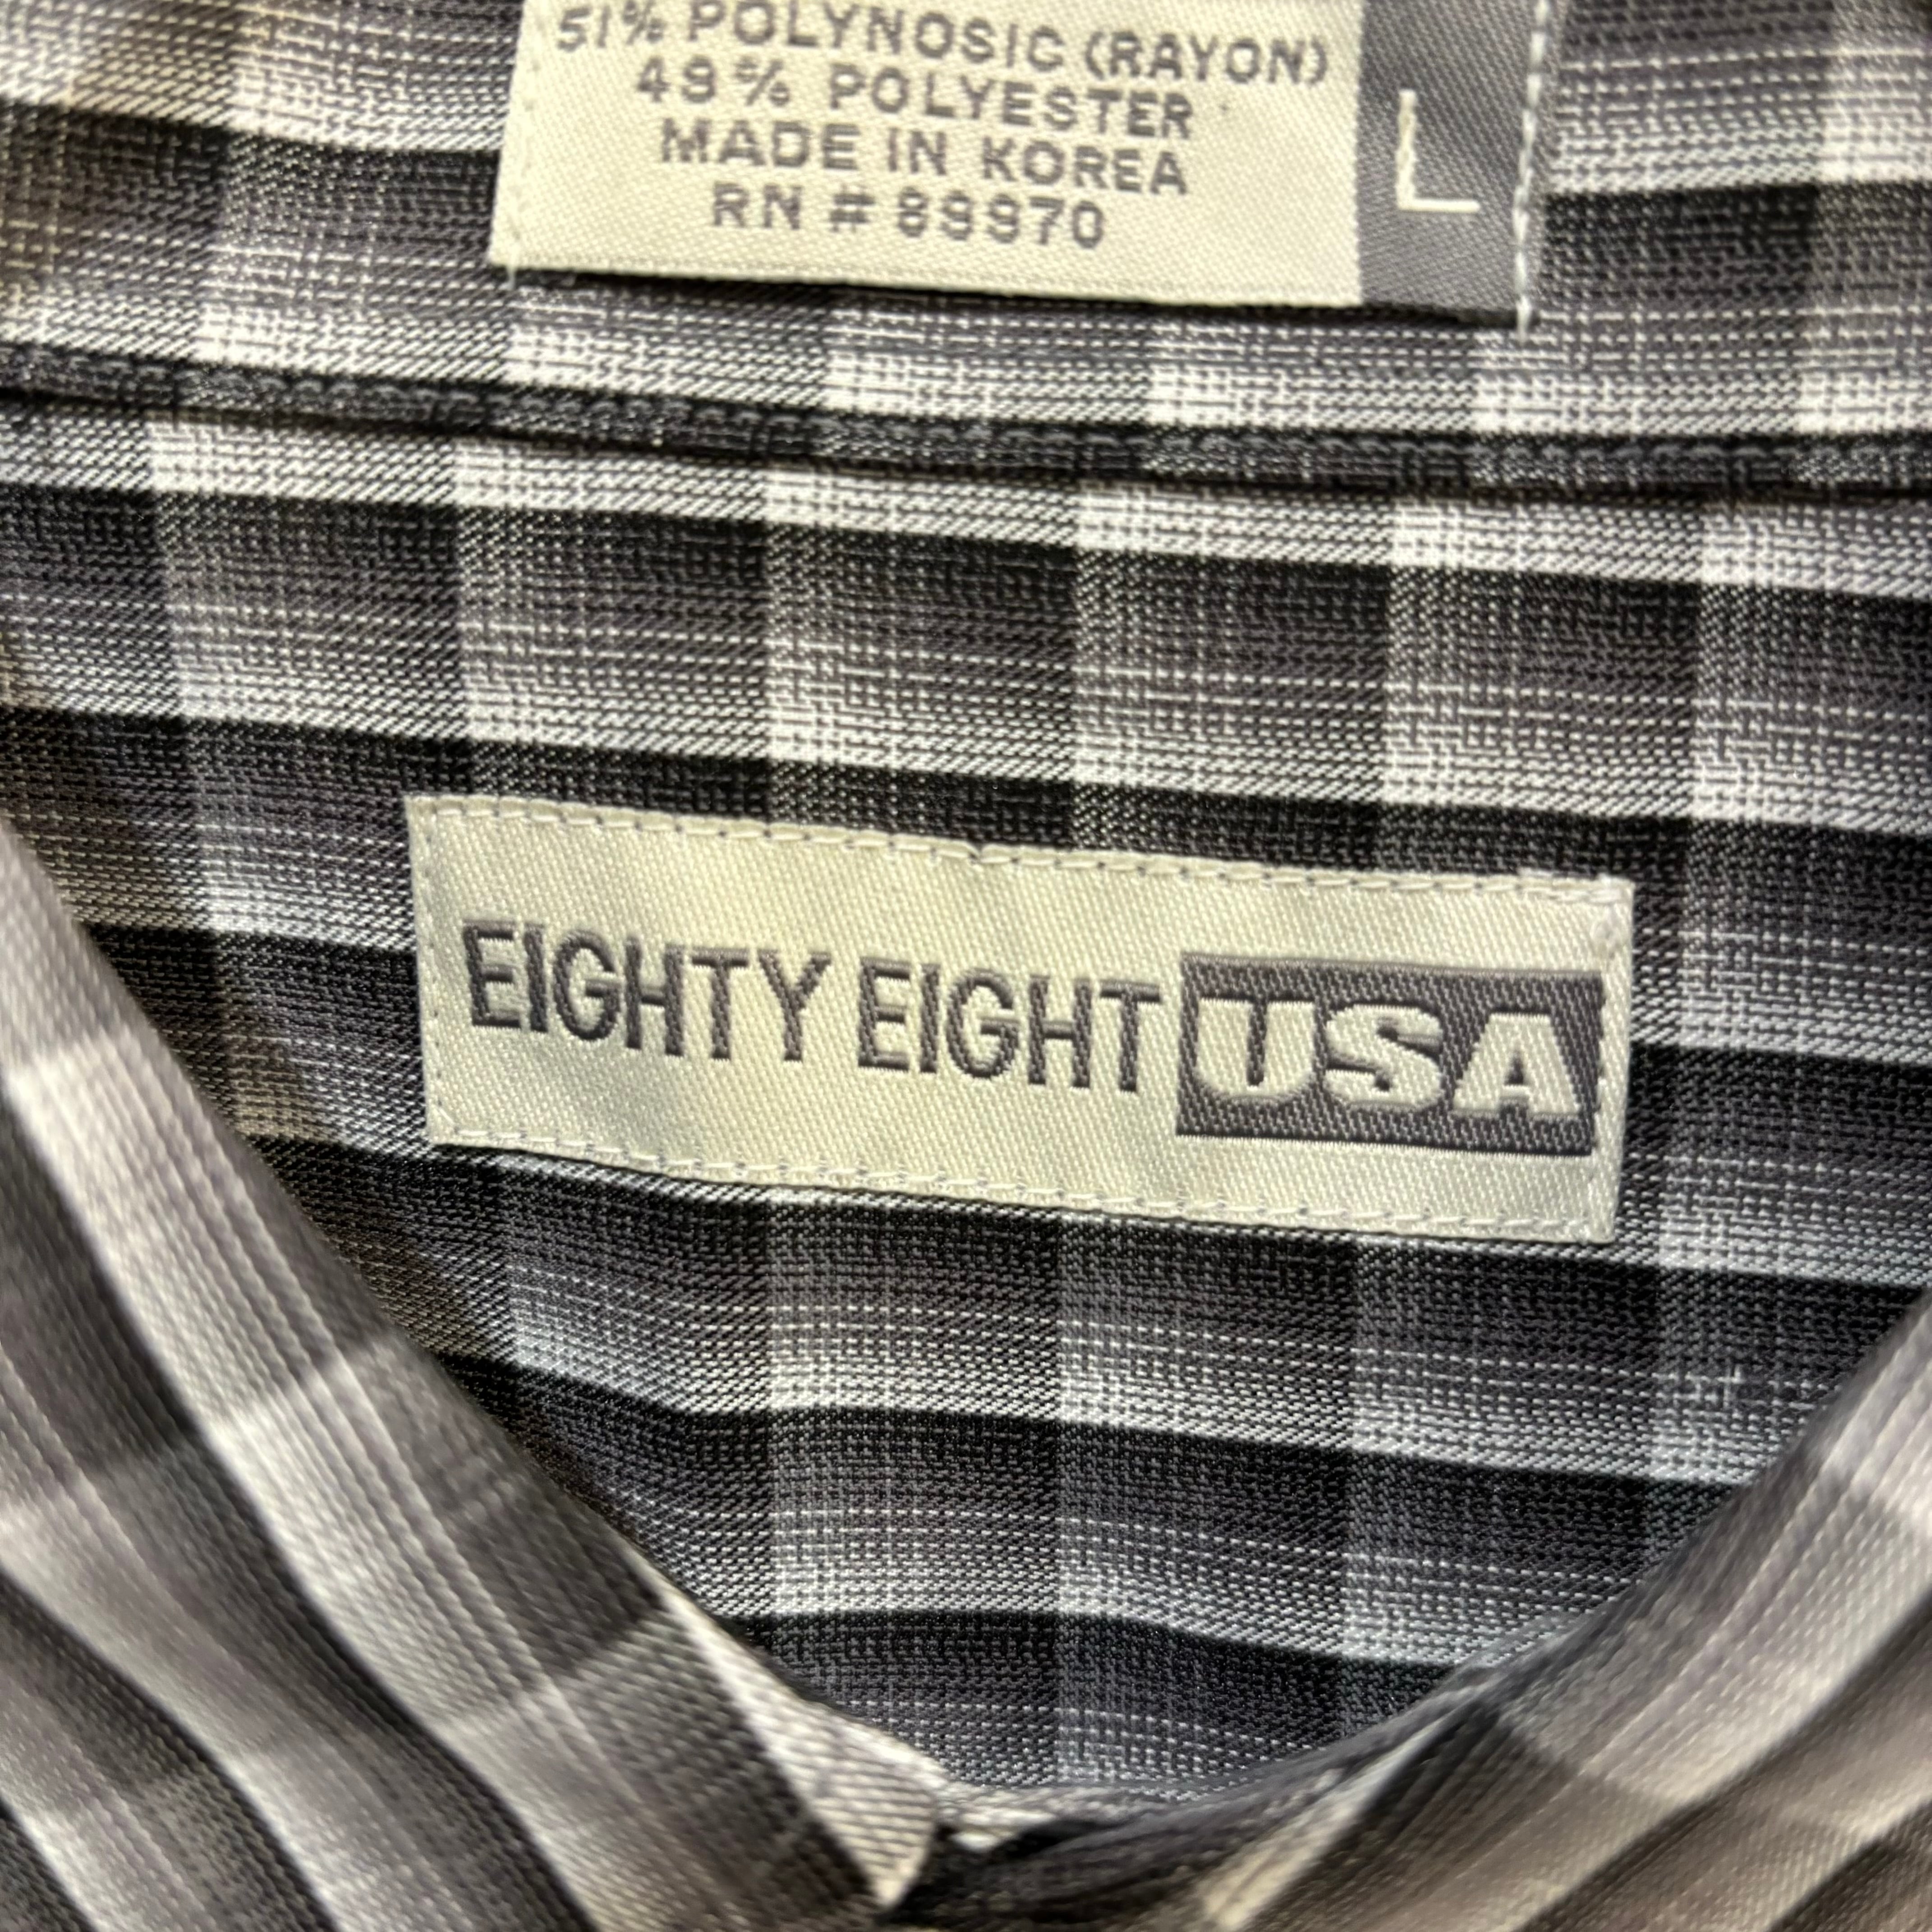 51% POLYNOSIC (RAYON)
49% POLYESTER
MADE IN KOREA
RN # 89970
L
EIGHTY EIGHT USA